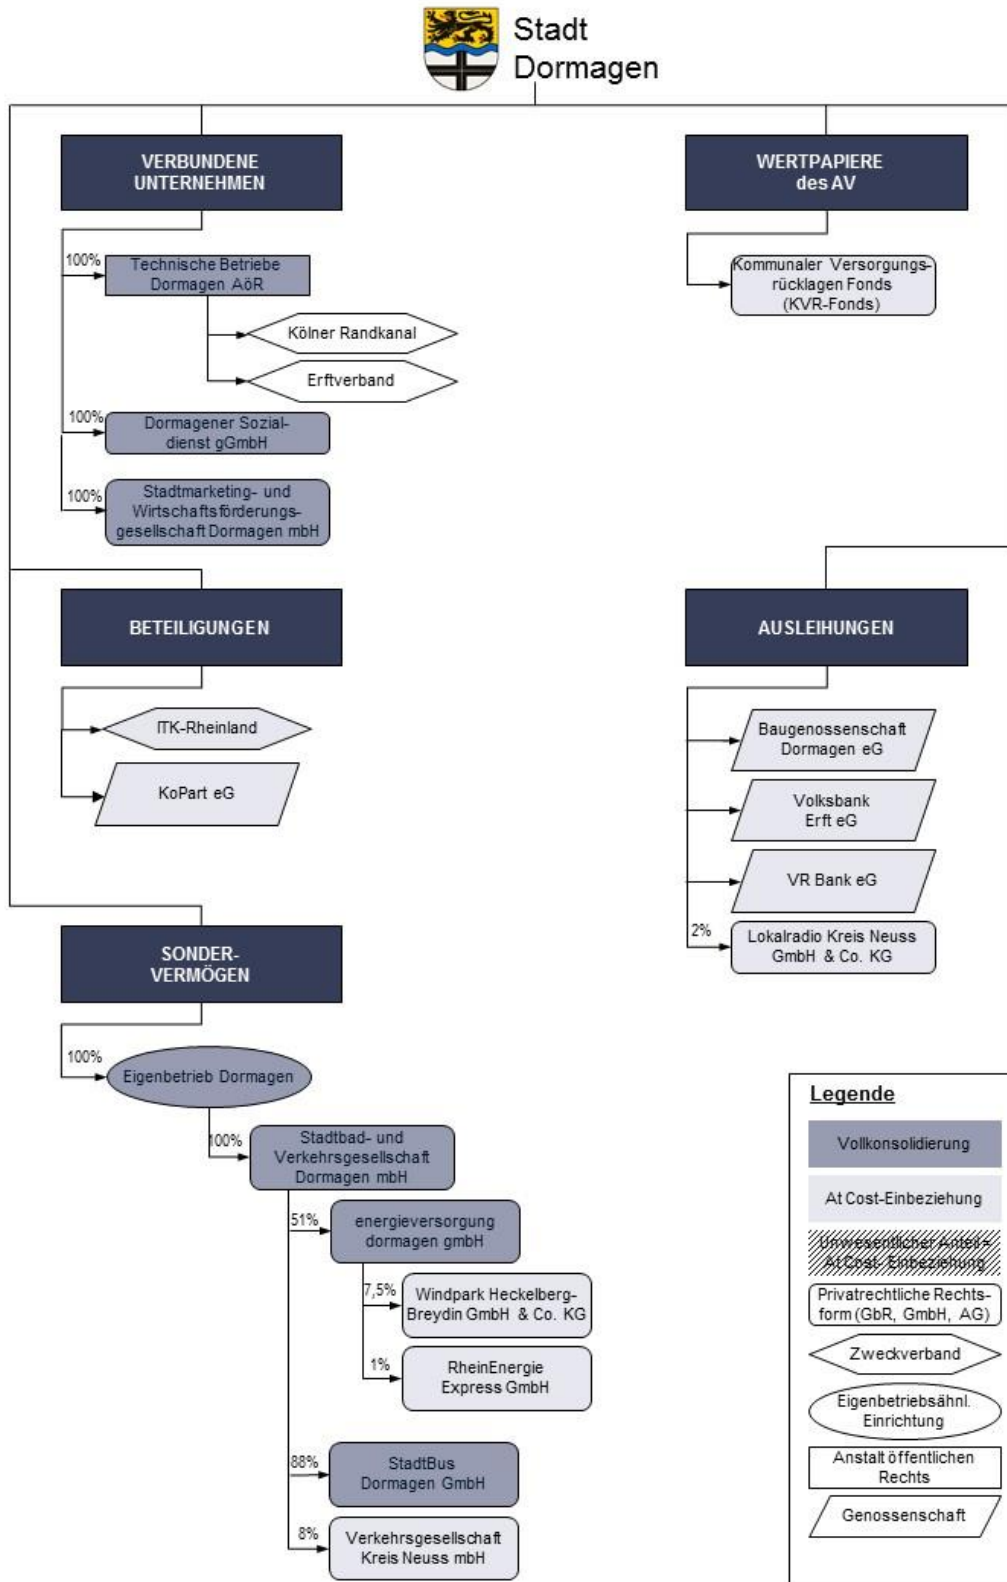 Stadt
Dormagen
VERBUNDENE
UNTERNEHMEN
100%
Technische Betriebe
Dormagen AöR
Kölner Randkanal
Erftverband
100%
Dormagener Sozial-
dienst gGmbH
100%
Stadtmarketing- und
Wirtschaftsförderungs-
gesellschaft Dormagen mbH
WERTPAPIERE
des AV
Kommunaler Versorgungs-
rücklagen Fonds
(KVR-Fonds)
BETEILIGUNGEN
ITK-Rheinland
KoPart eG
AUSLEIHUNGEN
Baugenossenschaft
Dormagen eG
Volksbank
Erft eG
VR Bank eG
2%
Lokalradio Kreis Neuss
GmbH & Co. KG
SONDER-
VERMÖGEN
100%
Eigenbetrieb Dormagen
100%
Stadtbad- und
Verkehrsgesellschaft
Dormagen mbH
51%
energieversorgung
dormagen gmbH
7,5%
Windpark Heckelberg-
Breydin GmbH & Co. KG
1%
RheinEnergie
Express GmbH
88%
StadtBus
Dormagen GmbH
8%
Verkehrsgesellschaft
Kreis Neuss mbH
Legende
Vollkonsolidierung
At Cost-Einbeziehung
Unwesentlicher Anteil =
At Cost- Einbeziehung
Privatrechtliche Rechts-
form (GbR, GmbH, AG)
Zweckverband
Eigenbetriebsähnl.
Einrichtung
Anstalt öffentlichen
Rechts
Genossenschaft